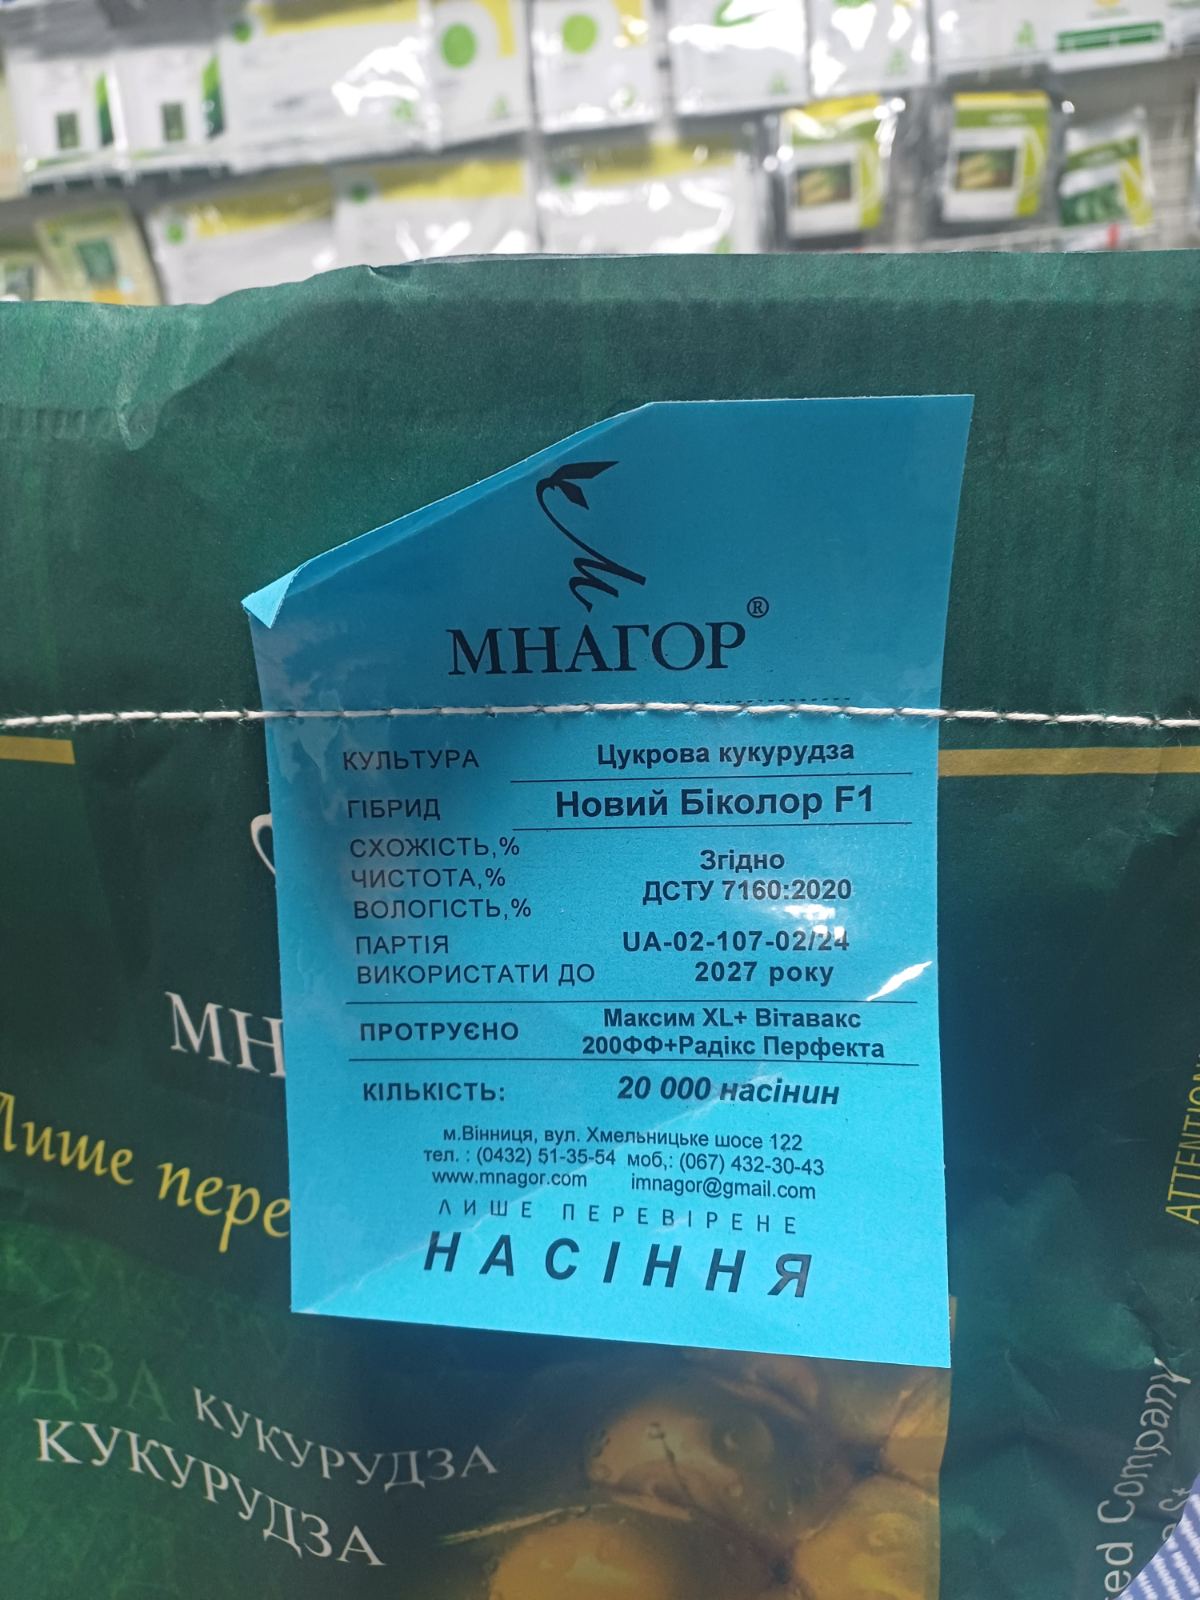 МНАГОР®
КУЛЬТУРА Цукрова кукурудза
ГІБРИД Новий Біколор F1
СХОЖІСТЬ,%
ЧИСТОТА,%
ВОЛОГІСТЬ,%
Згідно
ДСТУ 7160:2020
ПАРТІЯ UA-02-107-02/24
ВИКОРИСТАТИ ДО 2027 року
ПРОТРУЄНО Максим XL+ Вітавакс
200ФФ+Радікс Перфекта
КІЛЬКІСТЬ: 20 000 насінин
м.Вінниця, вул. Хмельницьке шосе 122
тел. : (0432) 51-35-54 моб,: (067) 432-30-43
www.mnagor.com imnagor@gmail.com
ЛИШЕ ПЕРЕВІРЕНЕ
НАСІННЯ
МН
Лише пере
ДЗА КУКУРУДЗА
КУКУРУДЗА
ATTENTION
ed Company